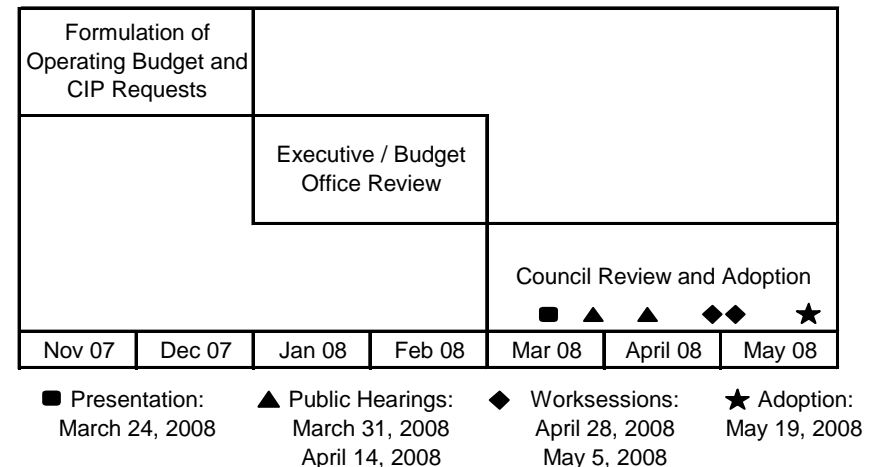 Formulation of
Operating Budget and
CIP Requests
Executive / Budget
Office Review
Council Review and Adoption
Nov 07 Dec 07 Jan 08 Feb 08 Mar 08 April 08 May 08
Presentation: Public Hearings: Worksessions: Adoption:
March 24, 2008 March 31, 2008 April 28, 2008 May 19, 2008
April 14, 2008 May 5, 2008